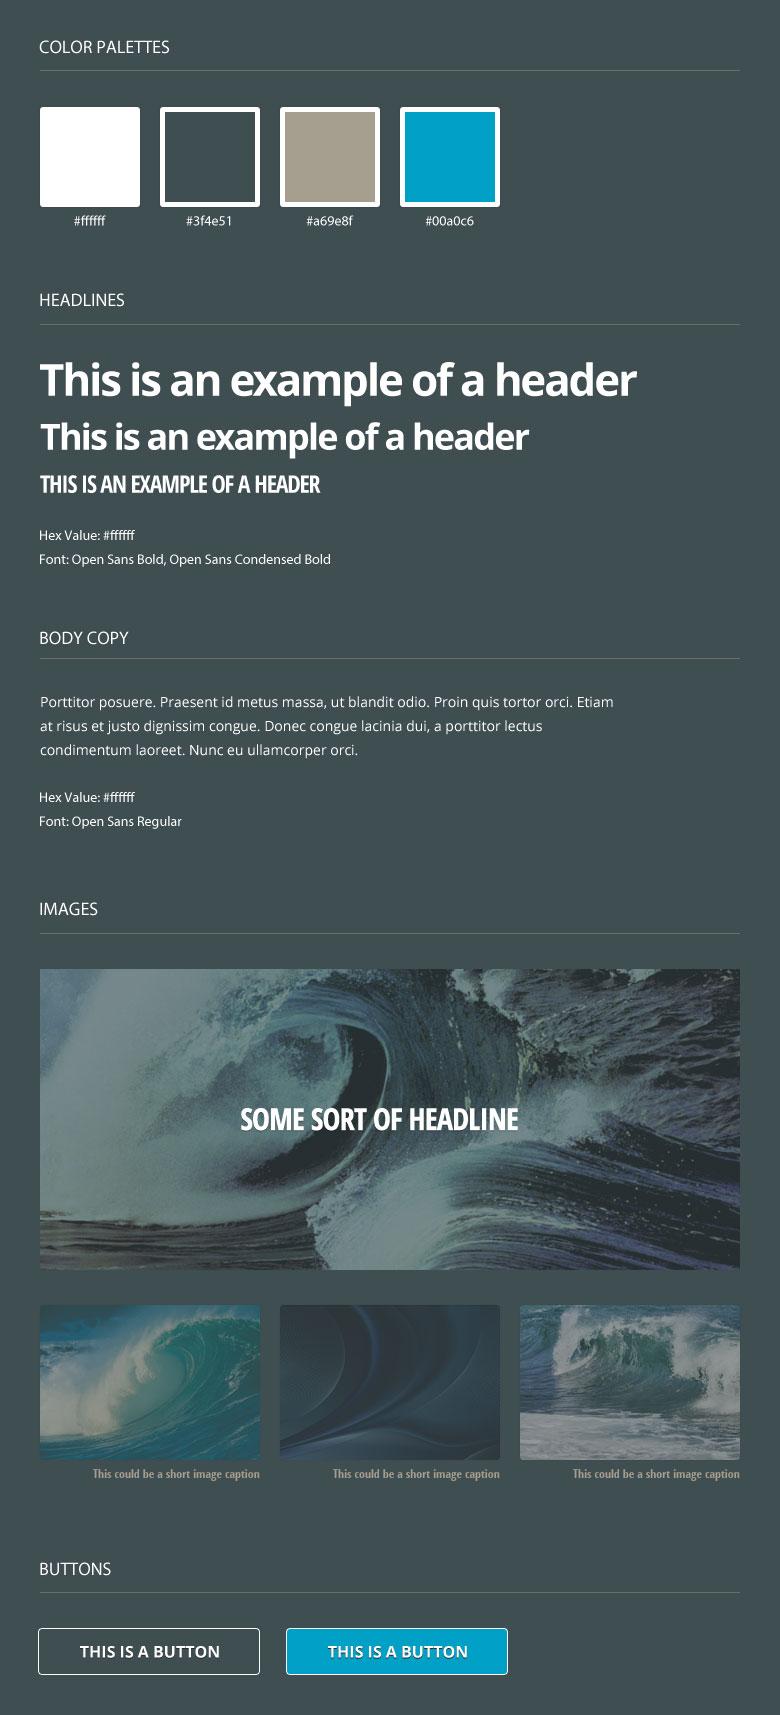 COLOR PALETTES
#ffffff
#3f4e51
#a69e8f
#00a0c6
HEADLINES
This is an example of a header
This is an example of a header
THIS IS AN EXAMPLE OF A HEADER
Hex Value: #ffffff
Font: Open Sans Bold, Open Sans Condensed Bold
BODY COPY
Porttitor posuere. Praesent id metus massa, ut blandit odio. Proin quis tortor orci. Etiam
at risus et justo dignissim congue. Donec congue lacinia dui, a porttitor lectus
condimentum laoreet. Nunc eu ullamcorper orci.
Hex Value: #ffffff
Font: Open Sans Regular
IMAGES
SOME SORT OF HEADLINE
This could be a short image caption
This could be a short image caption
This could be a short image caption
BUTTONS
THIS IS A BUTTON
THIS IS A BUTTON